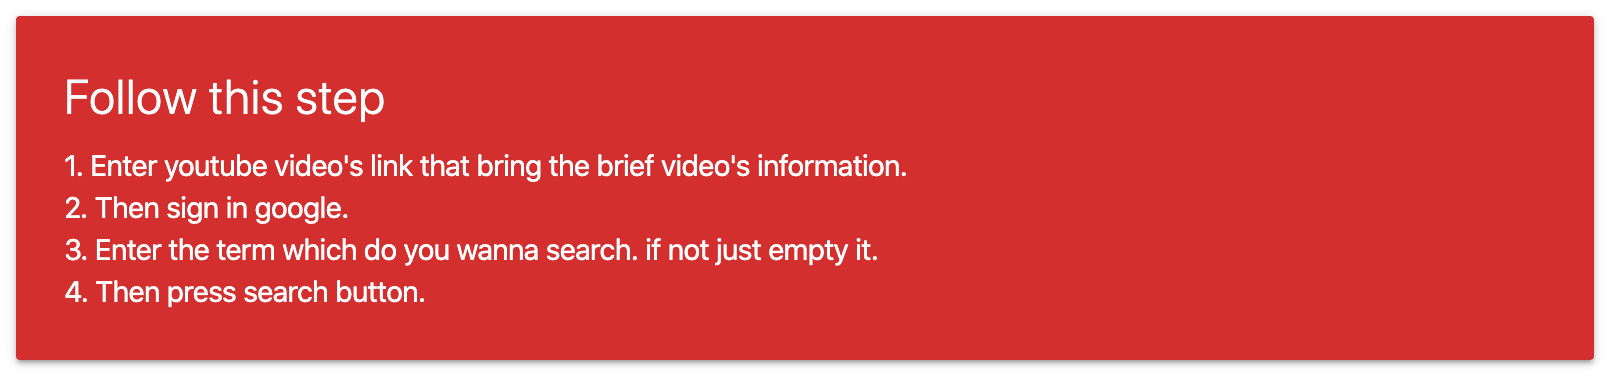 Follow this step
1. Enter youtube video's link that bring the brief video's information.
2. Then sign in google.
3. Enter the term which do you wanna search. if not just empty it.
4. Then press search button.